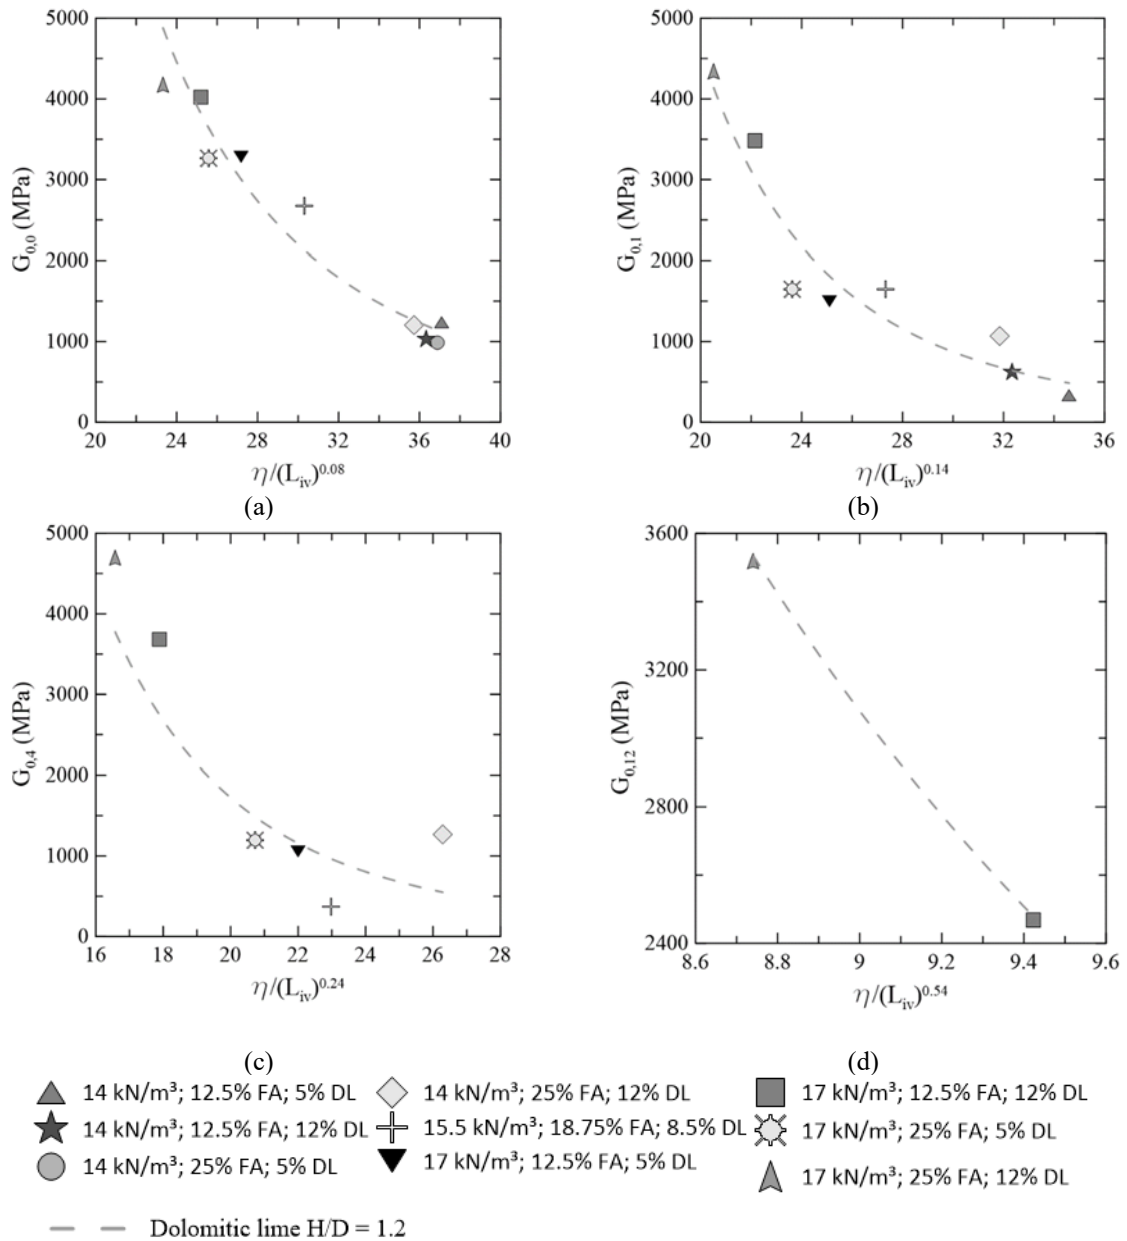 5000
4000
3000
2000
1000
0
G0,0 (MPa)
20 24 28 32 36 40
η/(Liv)^0.08
(a)
5000
4000
3000
2000
1000
0
G0,1 (MPa)
20 24 28 32 36
η/(Liv)^0.14
(b)
5000
4000
3000
2000
1000
0
G0,4 (MPa)
16 18 20 22 24 26 28
η/(Liv)^0.24
(c)
3600
3200
2800
2400
G0,12 (MPa)
8.6 8.8 9 9.2 9.4 9.6
η/(Liv)^0.54
(d)
14 kN/m³; 12.5% FA; 5% DL
14 kN/m³; 25% FA; 12% DL
17 kN/m³; 12.5% FA; 12% DL
14 kN/m³; 12.5% FA; 12% DL
15.5 kN/m³; 18.75% FA; 8.5% DL
17 kN/m³; 25% FA; 5% DL
14 kN/m³; 25% FA; 5% DL
17 kN/m³; 12.5% FA; 5% DL
17 kN/m³; 25% FA; 12% DL
Dolomitic lime H/D = 1.2